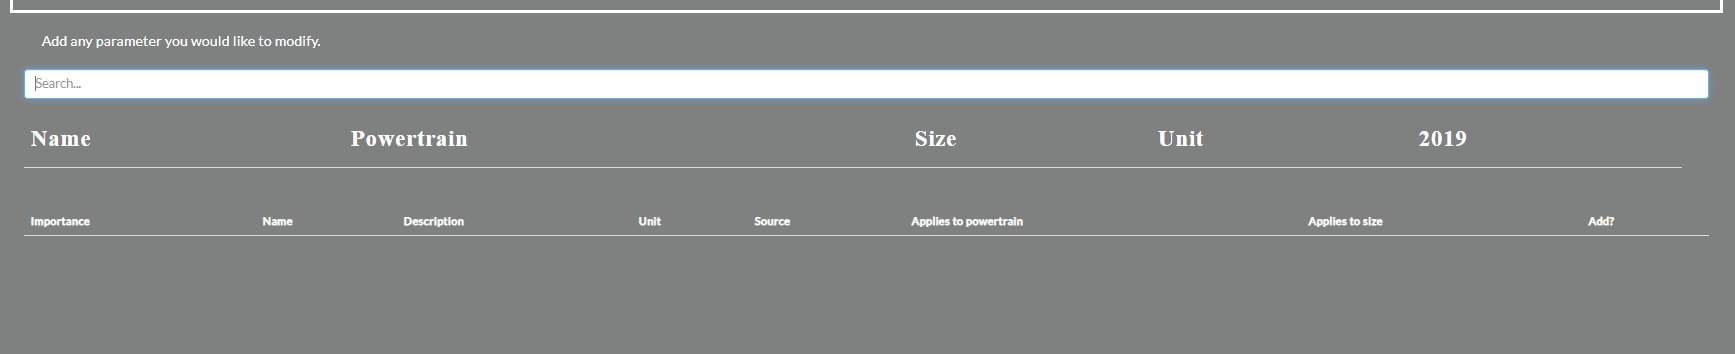 Add any parameter you would like to modify.
Search...
Name Powertrain Size Unit 2019
Importance Name Description Unit Source Applies to powertrain Applies to size Add?